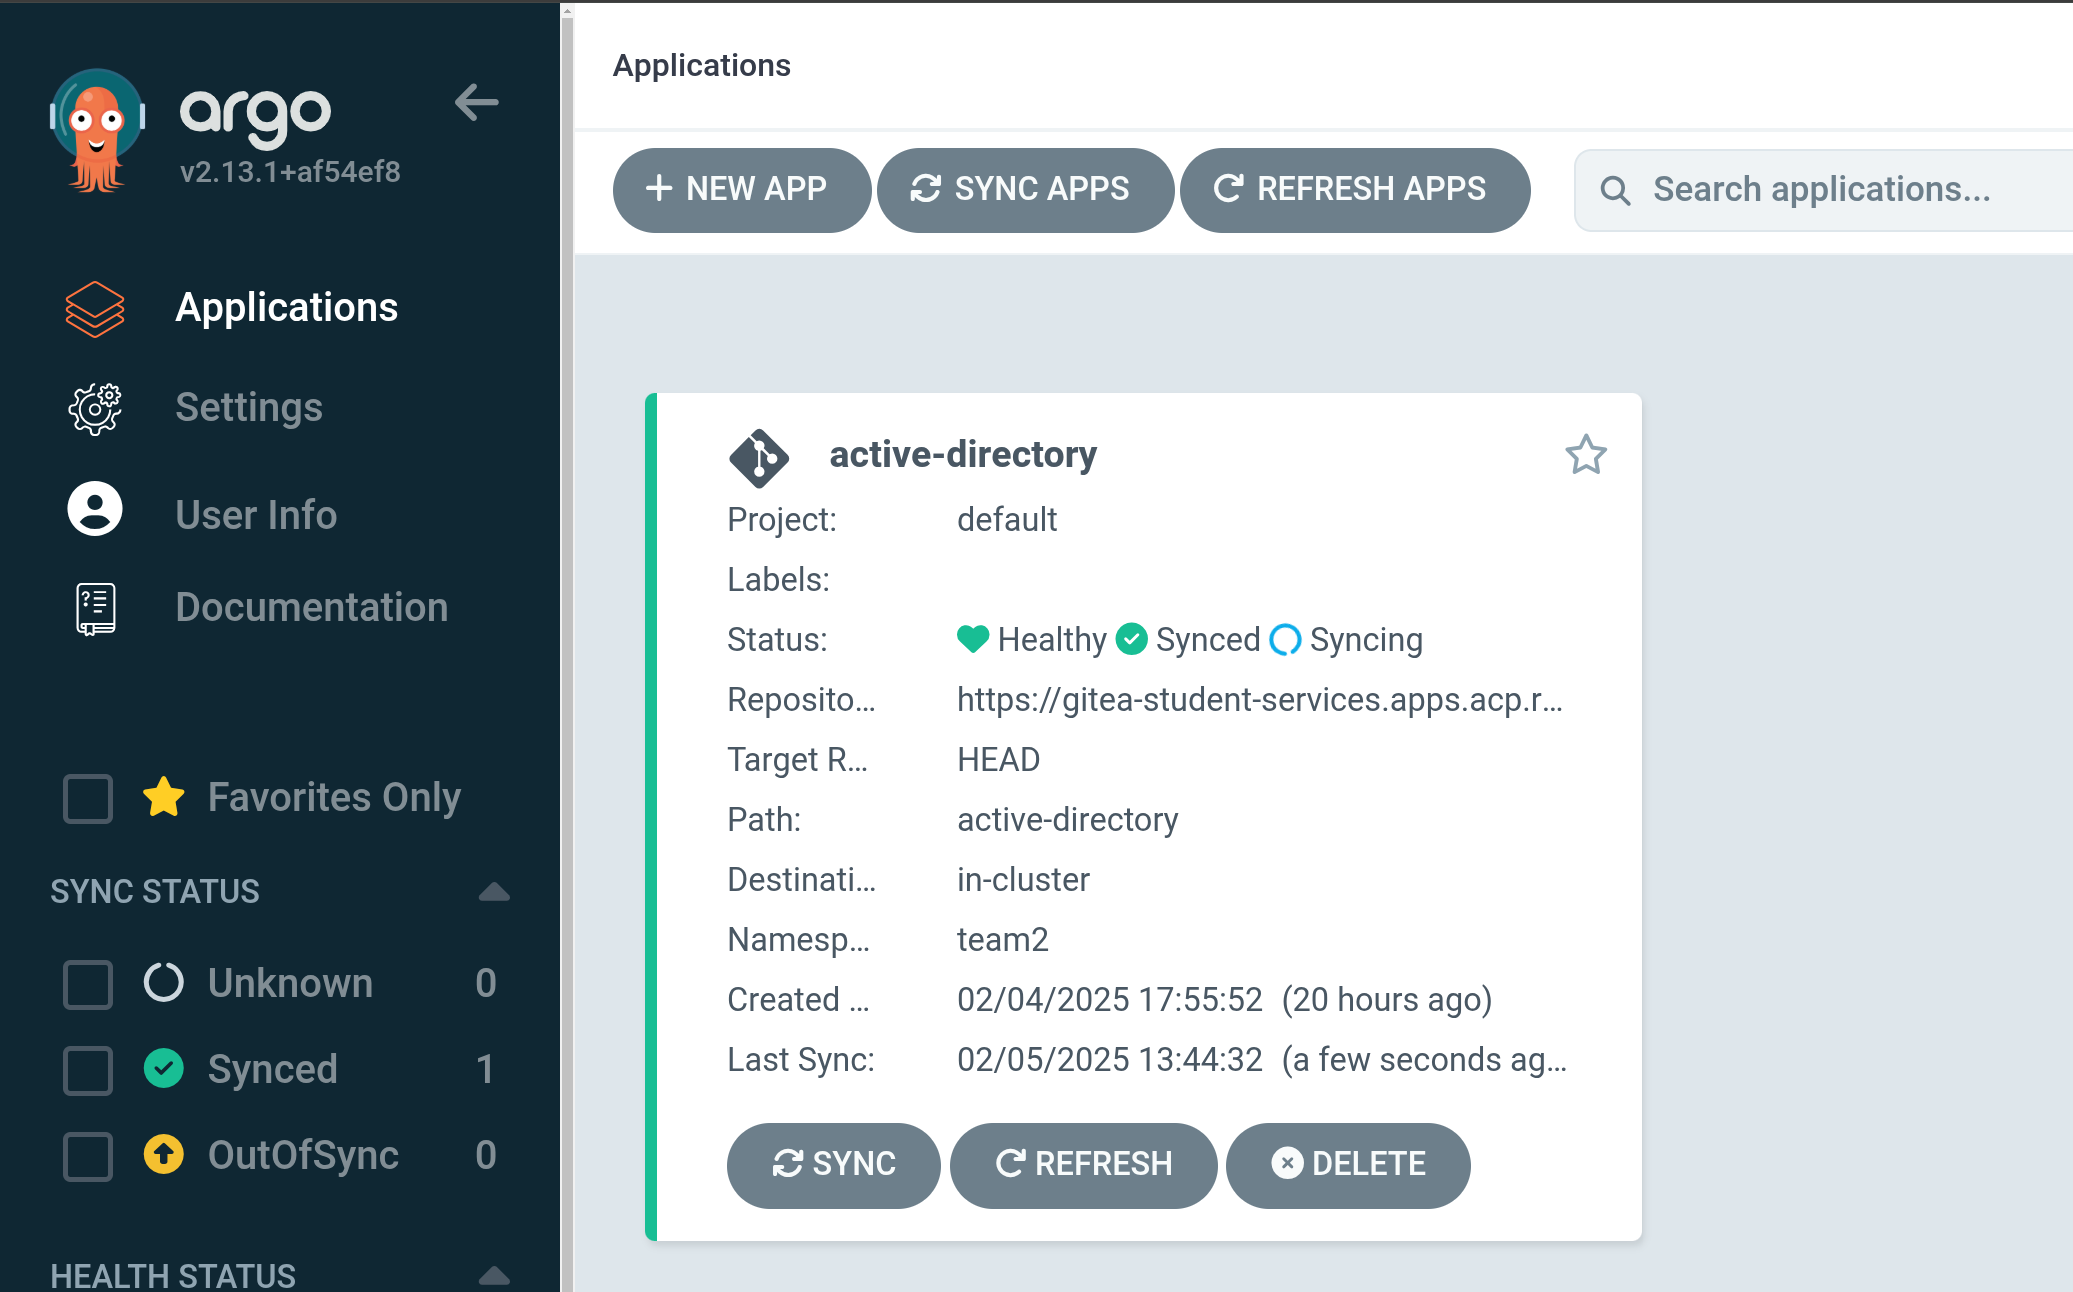 argo
v2.13.1+af54ef8
Applications
Settings
User Info
Documentation
Favorites Only
SYNC STATUS
Unknown 0
Synced 1
OutOfSync 0
HEALTH STATUS
Applications
NEW APP SYNC APPS REFRESH APPS Search applications...
active-directory
Project: default
Labels:
Status: Healthy Synced Syncing
Reposito... https://gitea-student-services.apps.acp.r...
Target R... HEAD
Path: active-directory
Destinati... in-cluster
Namesp... team2
Created ... 02/04/2025 17:55:52 (20 hours ago)
Last Sync: 02/05/2025 13:44:32 (a few seconds ag...
SYNC REFRESH DELETE